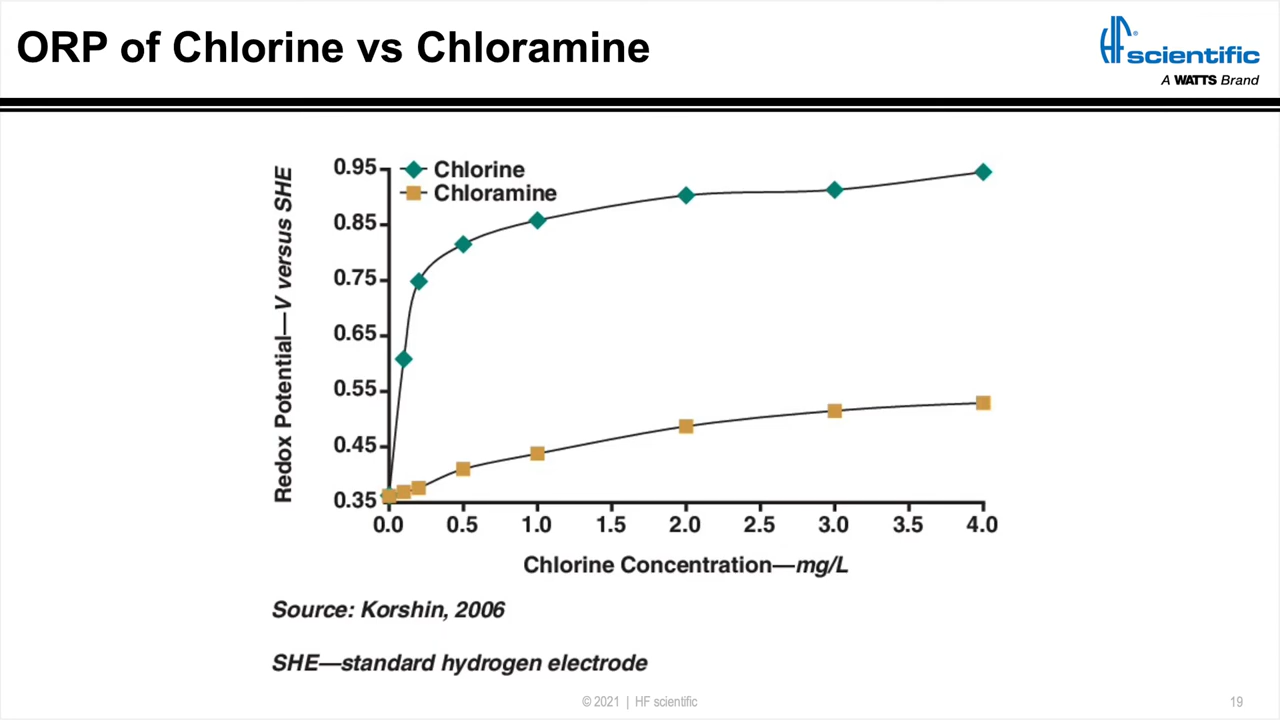 ORP of Chlorine vs Chloramine
HF®
scientific
A WATTS Brand
Redox Potential—V versus SHE
0.95
0.85
0.75
0.65
0.55
0.45
0.35
Chlorine
Chloramine
0.0 0.5 1.0 1.5 2.0 2.5 3.0 3.5 4.0
Chlorine Concentration—mg/L
Source: Korshin, 2006
SHE—standard hydrogen electrode
© 2021 | HF scientific
19